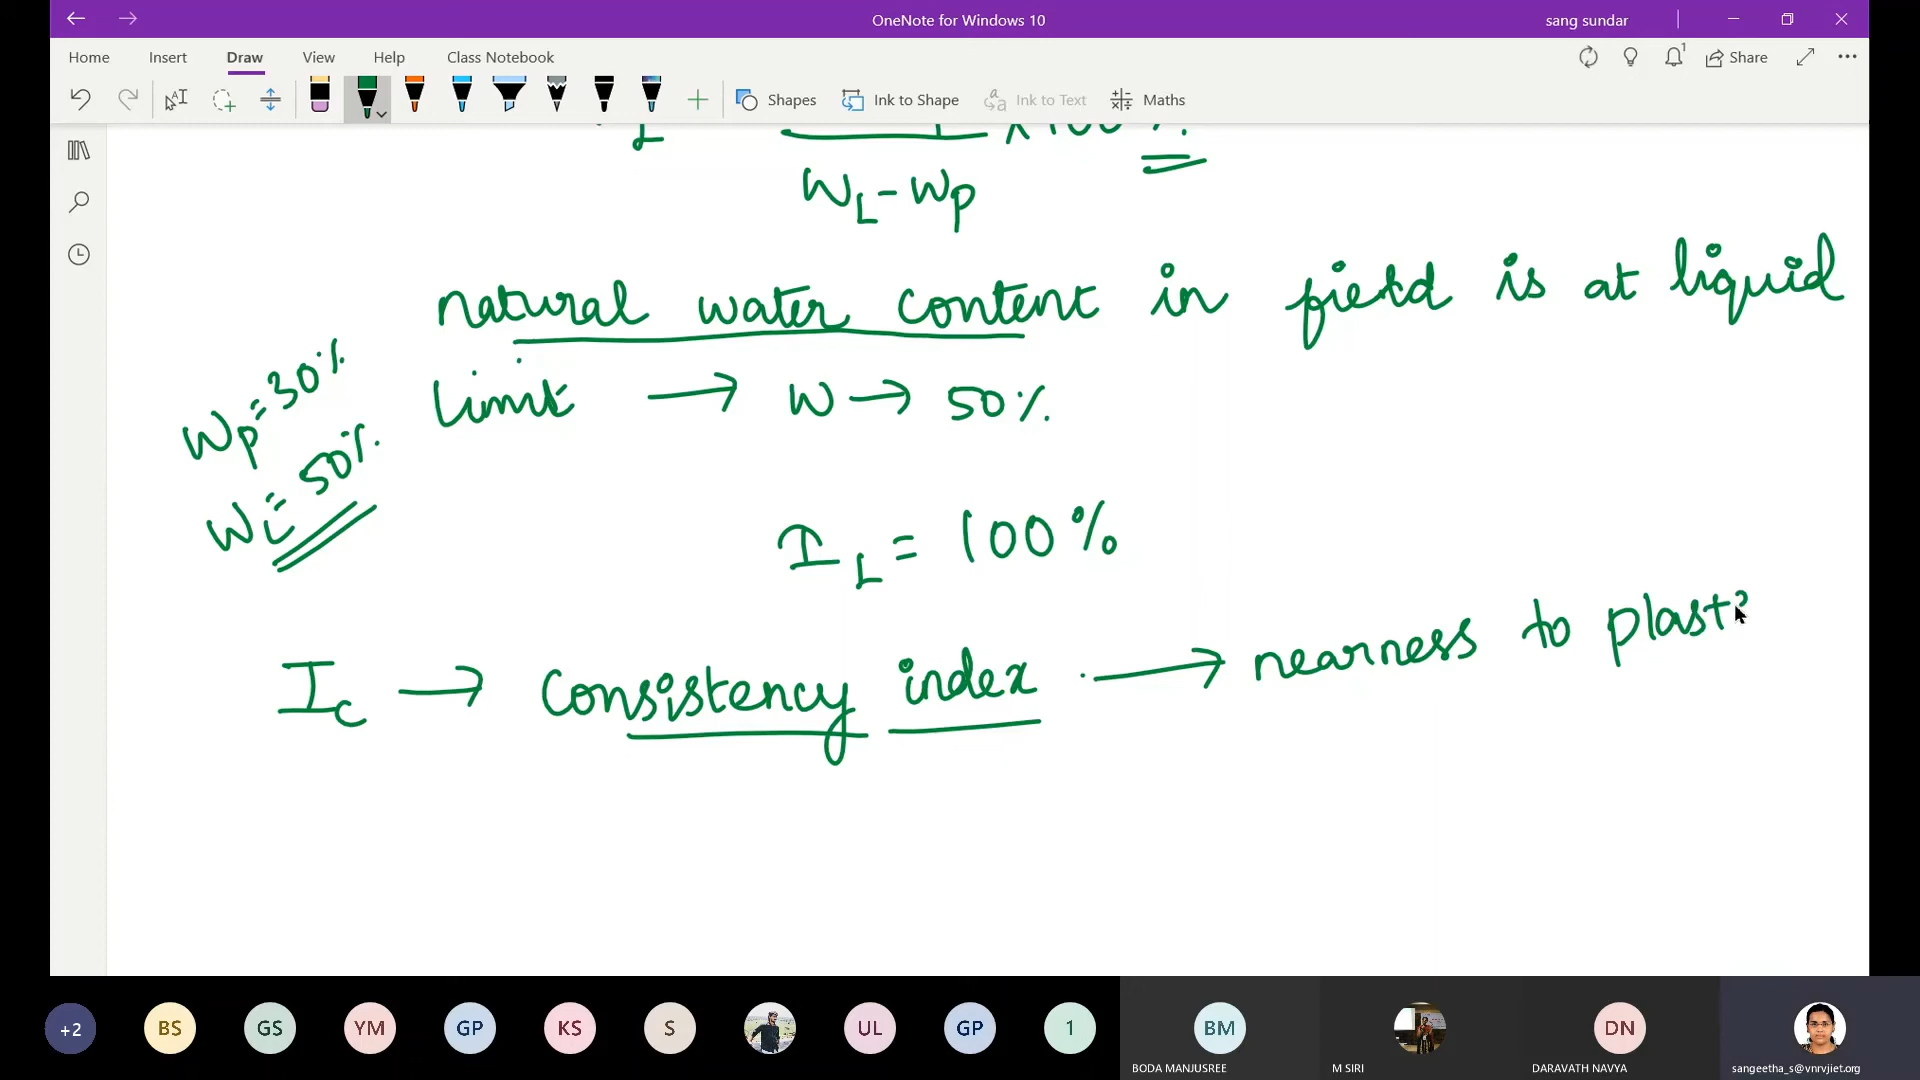 OneNote for Windows 10
sang sundar
Home Insert Draw View Help Class Notebook
1
Share
Shapes Ink to Shape Ink to Text Maths
L x 100 %.
WL - Wp
natural water content in field is at liquid
limit → W → 50%.
Wp = 30%.
WL = 50%.
IL = 100%
Ic → Consistency index → nearness to plasti
+2 BS GS YM GP KS S UL GP 1 BM DN
BODA MANJUSREE M SIRI DARAVATH NAVYA sangeetha_s@vnrvjiet.org